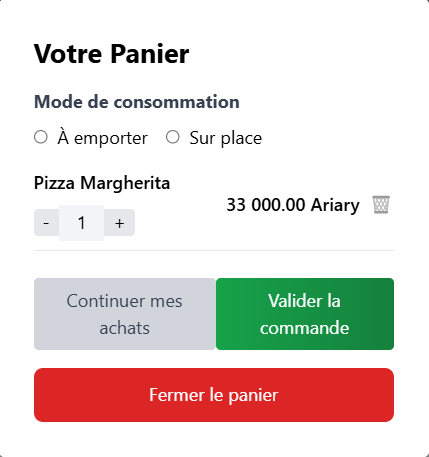 Votre Panier
Mode de consommation
À emporter Sur place
Pizza Margherita
33 000.00 Ariary
- 1 +
Continuer mes
achats
Valider la
commande
Fermer le panier